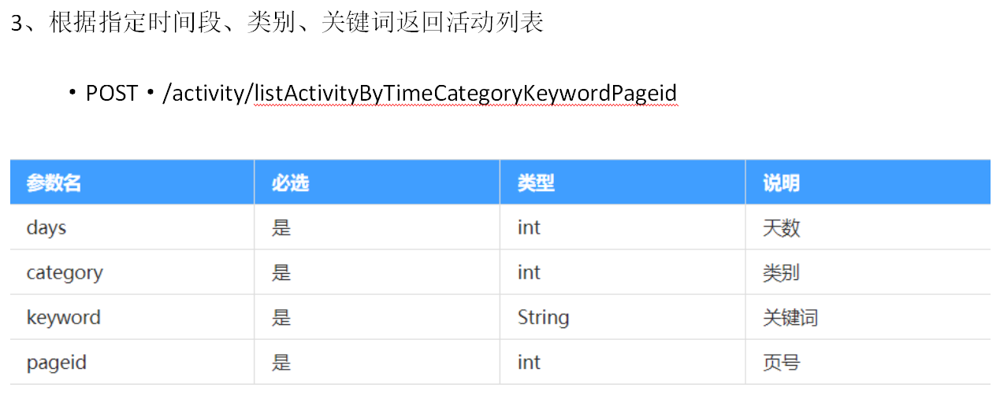 3、根据指定时间段、类别、关键词返回活动列表
• POST • /activity/listActivityByTimeCategoryKeywordPageid
参数名 必选 类型 说明
days 是 int 天数
category 是 int 类别
keyword 是 String 关键词
pageid 是 int 页号